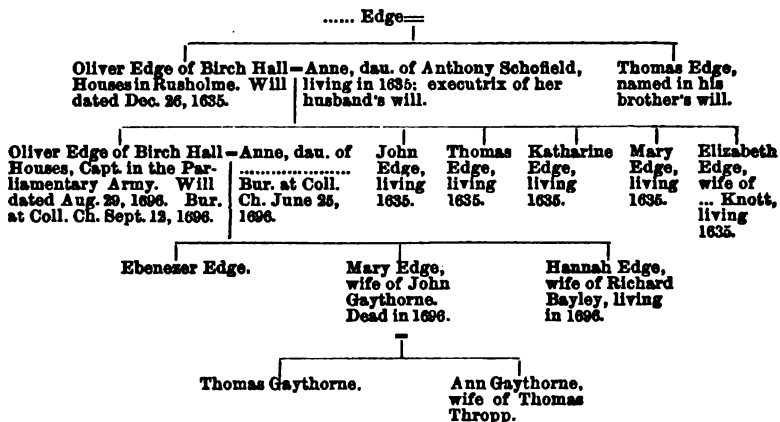 ...... Edge=
Oliver Edge of Birch Hall
Houses in Rusholme. Will
dated Dec. 26, 1635.
=Anne, dau. of Anthony Schofield,
living in 1635: executrix of her
husband's will.
Thomas Edge,
named in his
brother's will.
Oliver Edge of Birch Hall
Houses, Capt. in the Par-
liamentary Army. Will
dated Aug. 29, 1696. Bur.
at Coll. Ch. Sept. 12, 1696.
=Anne, dau. of
.....................
Bur. at Coll.
Ch. June 25,
1696.
John
Edge,
living
1635.
Thomas
Edge,
living
1635.
Katharine
Edge,
living
1635.
Mary
Edge,
living
1635.
Elizabeth
Edge,
wife of
... Knott,
living
1635.
Ebenezer Edge.
Mary Edge,
wife of John
Gaythorne.
Dead in 1696.
Hannah Edge,
wife of Richard
Bayley, living
in 1696.
Thomas Gaythorne.
Ann Gaythorne,
wife of Thomas
Thropp.